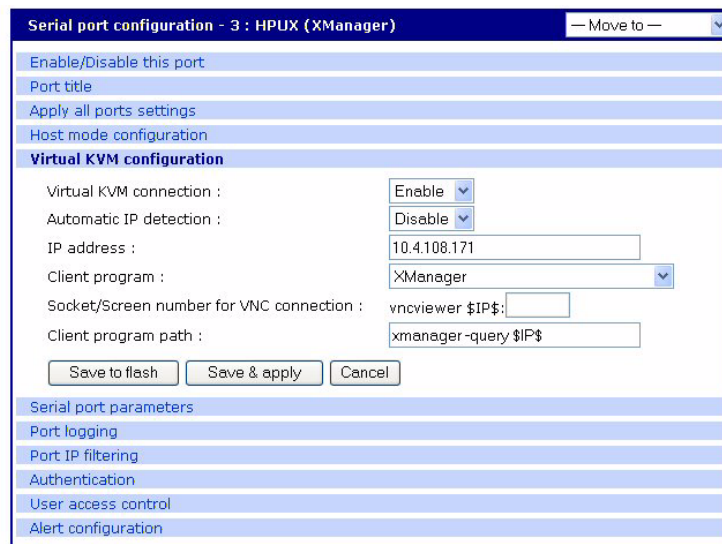 Serial port configuration - 3 : HPUX (XManager) — Move to —
Enable/Disable this port
Port title
Apply all ports settings
Host mode configuration
Virtual KVM configuration
Virtual KVM connection : Enable
Automatic IP detection : Disable
IP address : 10.4.108.171
Client program : XManager
Socket/Screen number for VNC connection : vncviewer $IP$:
Client program path : xmanager-query $IP$
Save to flash Save & apply Cancel
Serial port parameters
Port logging
Port IP filtering
Authentication
User access control
Alert configuration